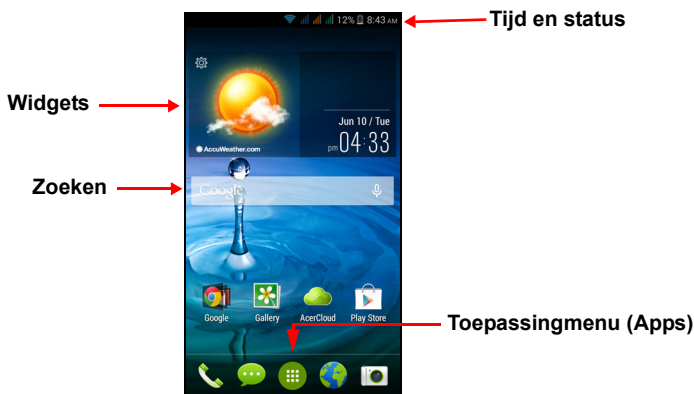 12% 8:43 AM
Tijd en status
Widgets
Jun 10 / Tue
pm 04:33
AccuWeather.com
Zoeken
Google
Google
Gallery
AcerCloud
Play Store
Toepassingmenu (Apps)